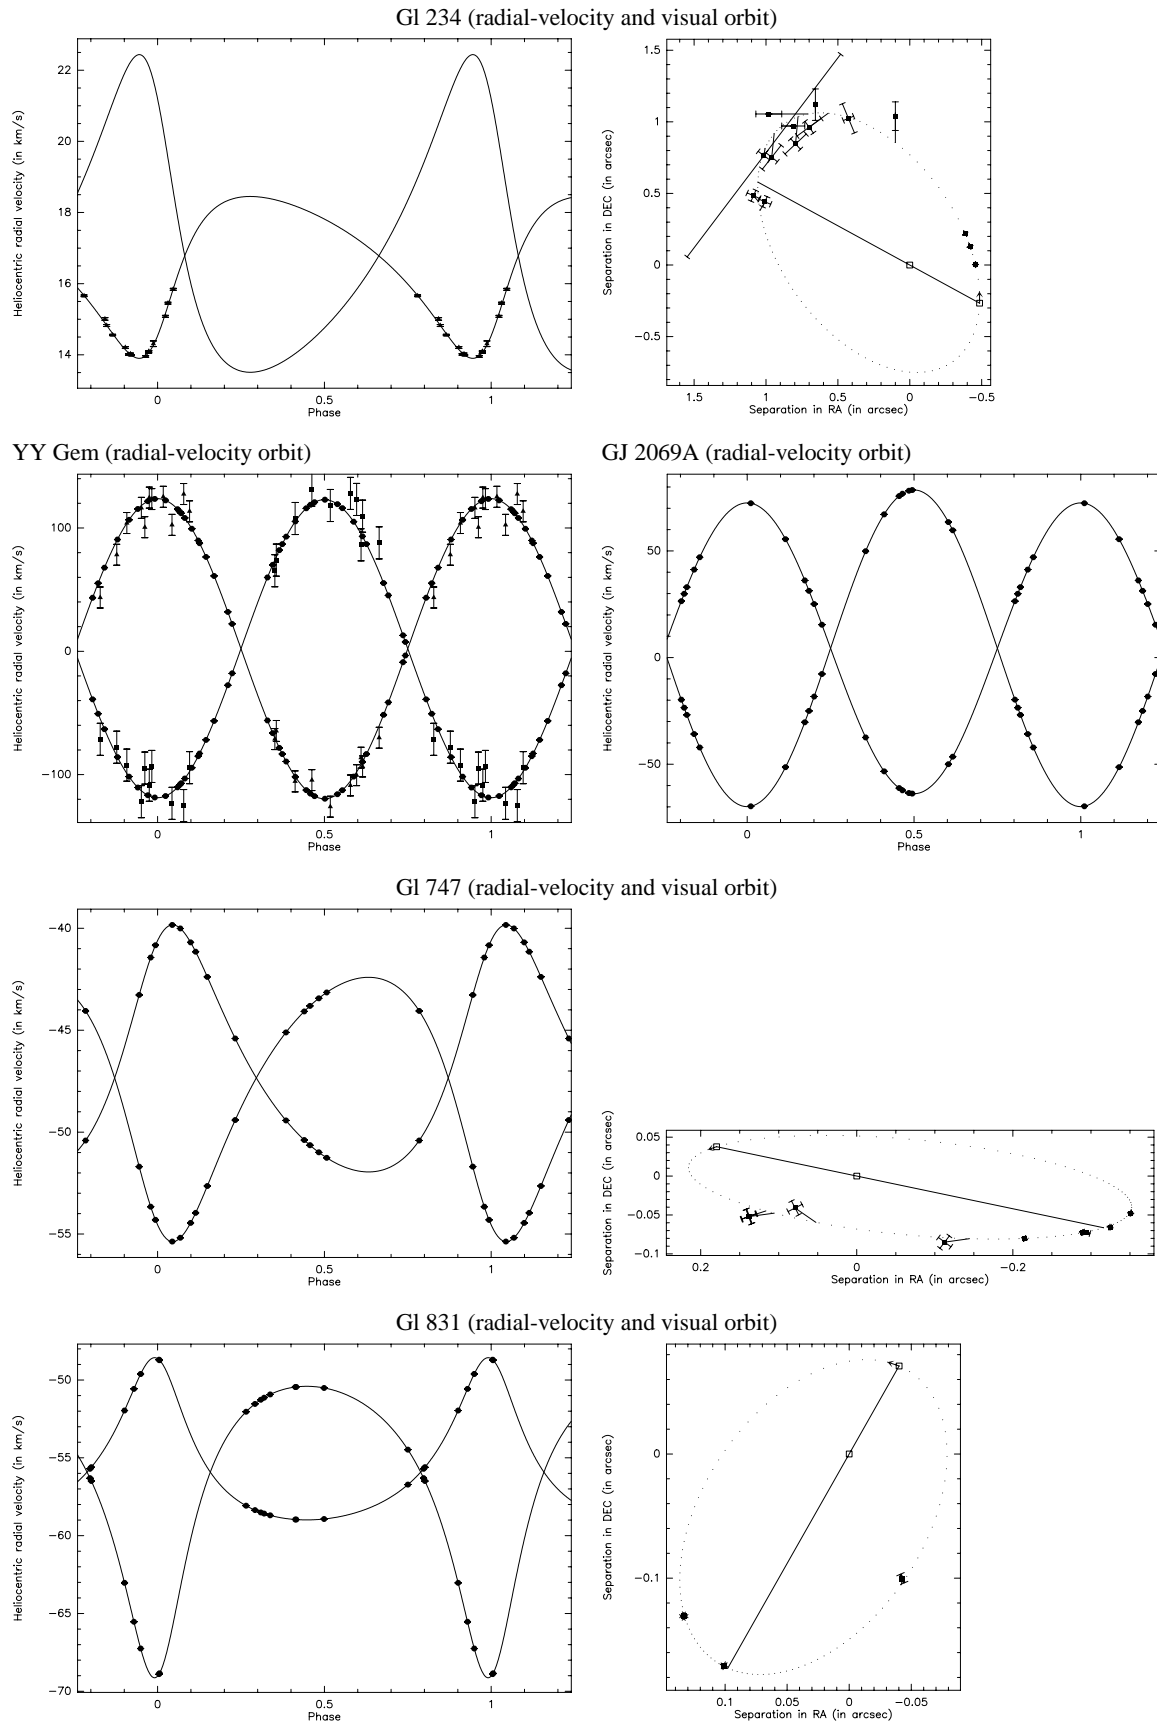 Gl 234 (radial-velocity and visual orbit)
Heliocentric radial velocity (in km/s)
22
20
18
16
14
0
0.5
1
Phase
Separation in DEC (in arcsec)
1.5
1
0.5
0
−0.5
1.5
1
0.5
0
−0.5
Separation in RA (in arcsec)
YY Gem (radial-velocity orbit)
Heliocentric radial velocity (in km/s)
100
0
−100
0
0.5
1
Phase
GJ 2069A (radial-velocity orbit)
Heliocentric radial velocity (in km/s)
50
0
−50
0
0.5
1
Phase
Gl 747 (radial-velocity and visual orbit)
Heliocentric radial velocity (in km/s)
−40
−45
−50
−55
0
0.5
1
Phase
Separation in DEC (in arcsec)
0.05
0
−0.05
−0.1
0.2
0
−0.2
Separation in RA (in arcsec)
Gl 831 (radial-velocity and visual orbit)
Heliocentric radial velocity (in km/s)
−50
−55
−60
−65
−70
0
0.5
1
Phase
Separation in DEC (in arcsec)
0
−0.1
0.1
0.05
0
−0.05
Separation in RA (in arcsec)